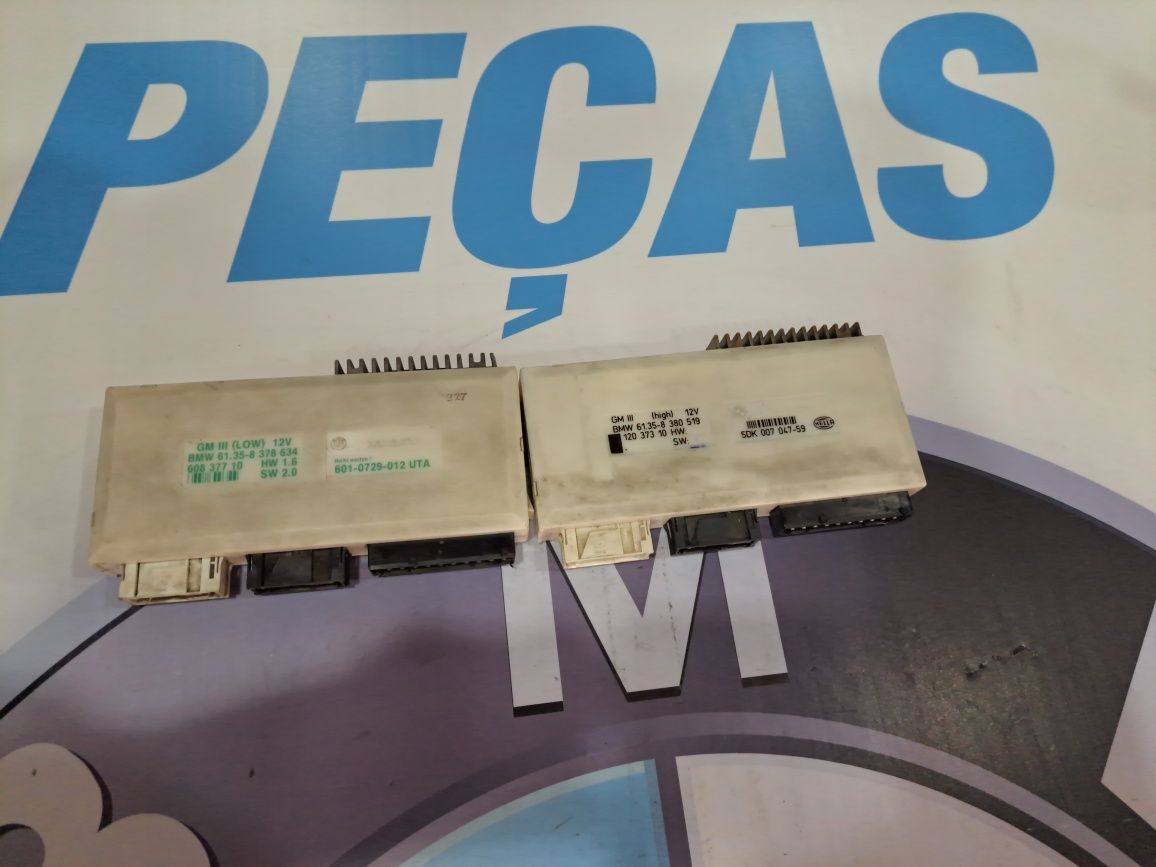 PEÇAS
327
GM III (LOW) 12V
BMW 61.35-8 378 634
608 377 10 HW 1.6
SW 2.0
601-0729-012 UTA
GM III (high) 12V
BMW 61.35-8 380 519
120 373 10 HW:
SW:
5DK 007 047-59
HELLA
M